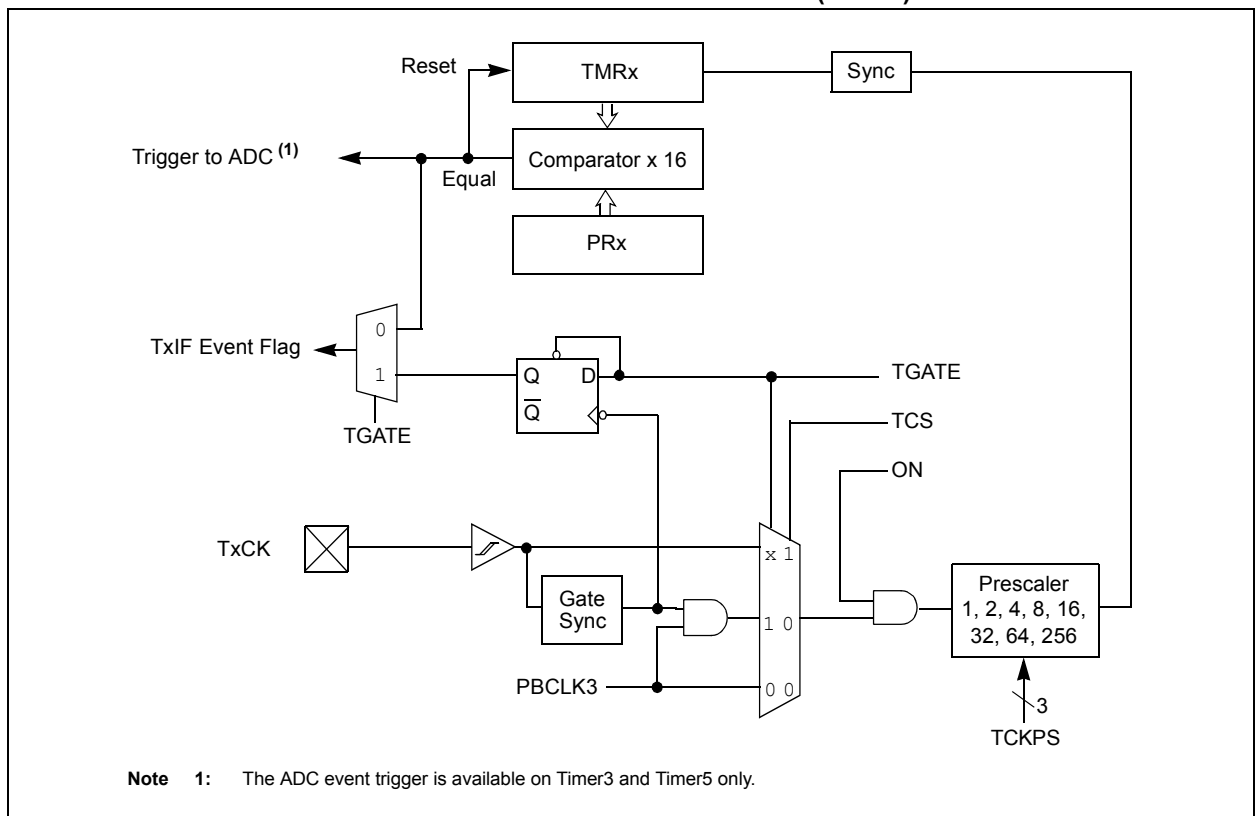 Reset
TMRx
Sync
Trigger to ADC (1)
Equal
Comparator x 16
PRx
0
1
TxIF Event Flag
TGATE
Q
D
Q
TGATE
TCS
ON
TxCK
x 1
Gate
Sync
1 0
PBCLK3
0 0
Prescaler
1, 2, 4, 8, 16,
32, 64, 256
3
TCKPS
Note 1: The ADC event trigger is available on Timer3 and Timer5 only.